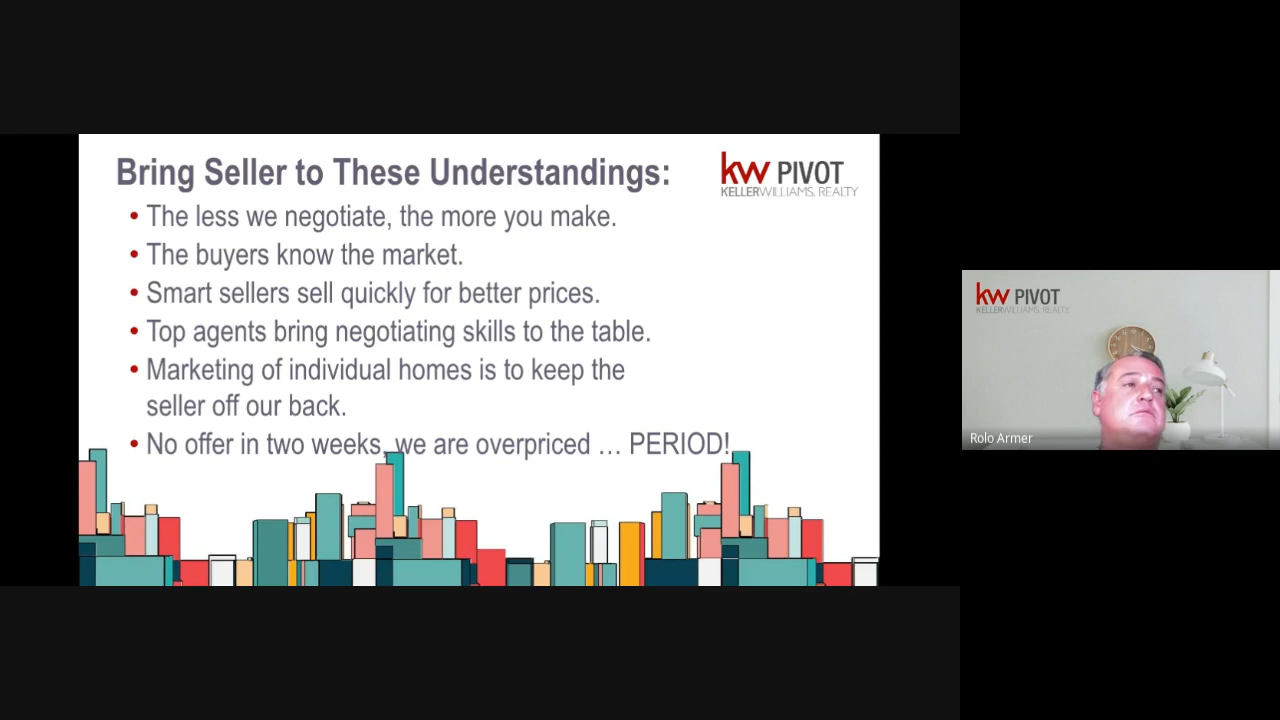 Bring Seller to These Understandings:
kw PIVOT
KELLERWILLIAMS. REALTY
• The less we negotiate, the more you make.
• The buyers know the market.
• Smart sellers sell quickly for better prices.
• Top agents bring negotiating skills to the table.
• Marketing of individual homes is to keep the
seller off our back.
• No offer in two weeks, we are overpriced … PERIOD!
kw PIVOT
KELLERWILLIAMS. REALTY
Rolo Armer